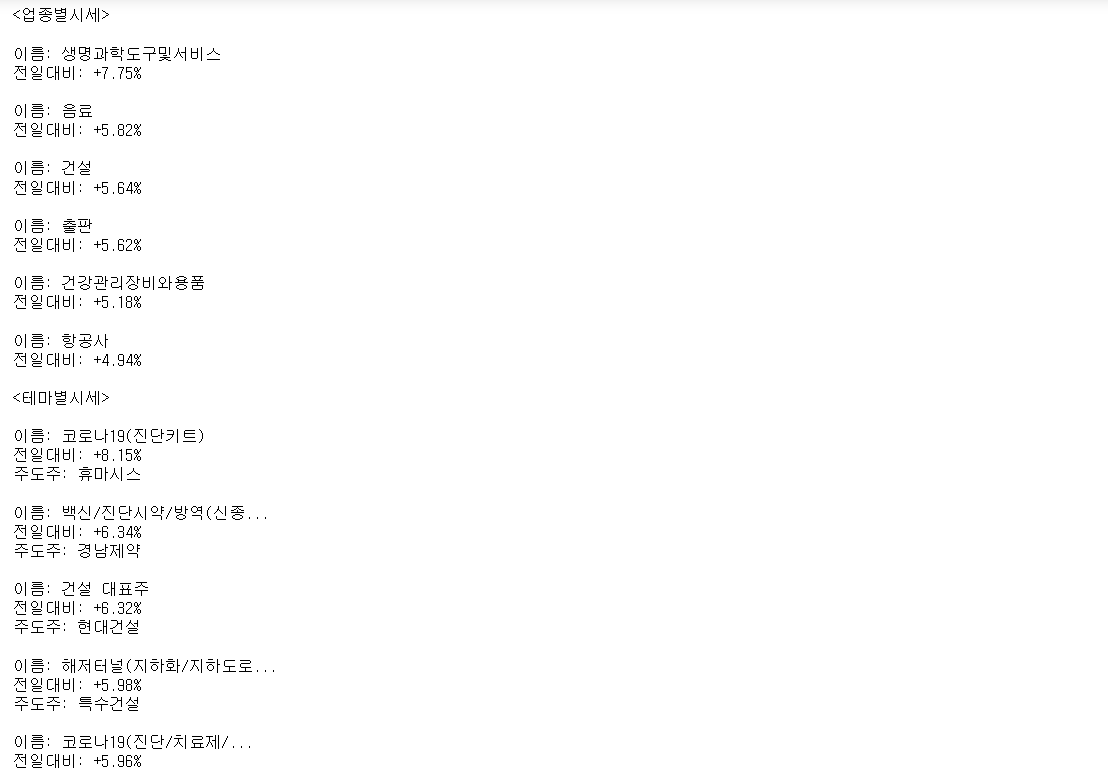 <업종별시세>
이름: 생명과학도구및서비스
전일대비: +7.75%
이름: 음료
전일대비: +5.82%
이름: 건설
전일대비: +5.64%
이름: 출판
전일대비: +5.62%
이름: 건강관리장비와용품
전일대비: +5.18%
이름: 항공사
전일대비: +4.94%
<테마별시세>
이름: 코로나19(진단키트)
전일대비: +8.15%
주도주: 휴마시스
이름: 백신/진단시약/방역(신종...
전일대비: +6.34%
주도주: 경남제약
이름: 건설 대표주
전일대비: +6.32%
주도주: 현대건설
이름: 해저터널(지하화/지하도로...
전일대비: +5.98%
주도주: 특수건설
이름: 코로나19(진단/치료제/...
전일대비: +5.96%